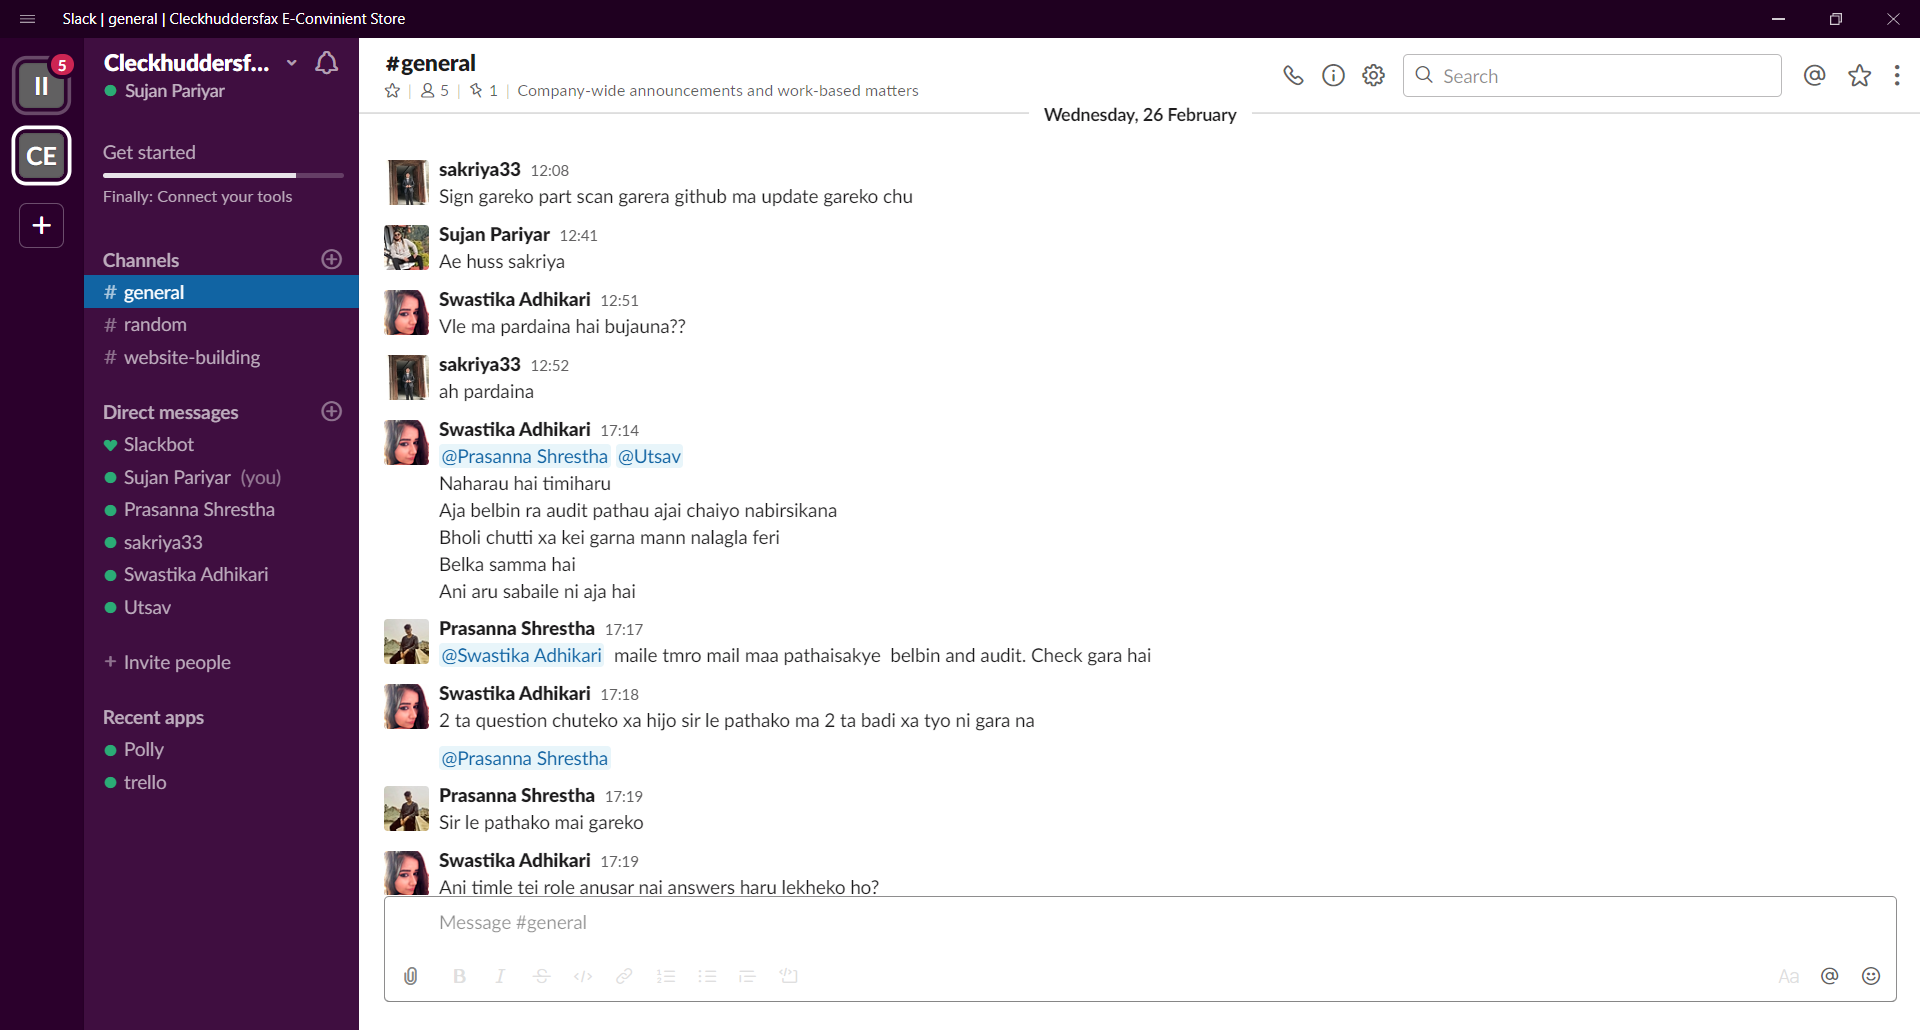 Slack | general | Cleckhuddersfax E-Convinient Store
II
5
CE
+
Cleckhuddersf...
Sujan Pariyar
Get started
Finally: Connect your tools
Channels
# general
# random
# website-building
Direct messages
Slackbot
Sujan Pariyar (you)
Prasanna Shrestha
sakriya33
Swastika Adhikari
Utsav
+ Invite people
Recent apps
Polly
trello
#general
5 | 1 | Company-wide announcements and work-based matters
Search
Wednesday, 26 February
sakriya33 12:08
Sign gareko part scan garera github ma update gareko chu
Sujan Pariyar 12:41
Ae huss sakriya
Swastika Adhikari 12:51
Vle ma pardaina hai bujauna??
sakriya33 12:52
ah pardaina
Swastika Adhikari 17:14
@Prasanna Shrestha @Utsav
Naharau hai timiharu
Aja belbin ra audit pathau ajai chaiyo nabirsikana
Bholi chutti xa kei garna mann nalagla feri
Belka samma hai
Ani aru sabaile ni aja hai
Prasanna Shrestha 17:17
@Swastika Adhikari maile tmro mail maa pathaisakye belbin and audit. Check gara hai
Swastika Adhikari 17:18
2 ta question chuteko xa hijo sir le pathako ma 2 ta badi xa tyo ni gara na
@Prasanna Shrestha
Prasanna Shrestha 17:19
Sir le pathako mai gareko
Swastika Adhikari 17:19
Ani timle tei role anusar nai answers haru lekheko ho?
Message #general
B I S </> Aa @